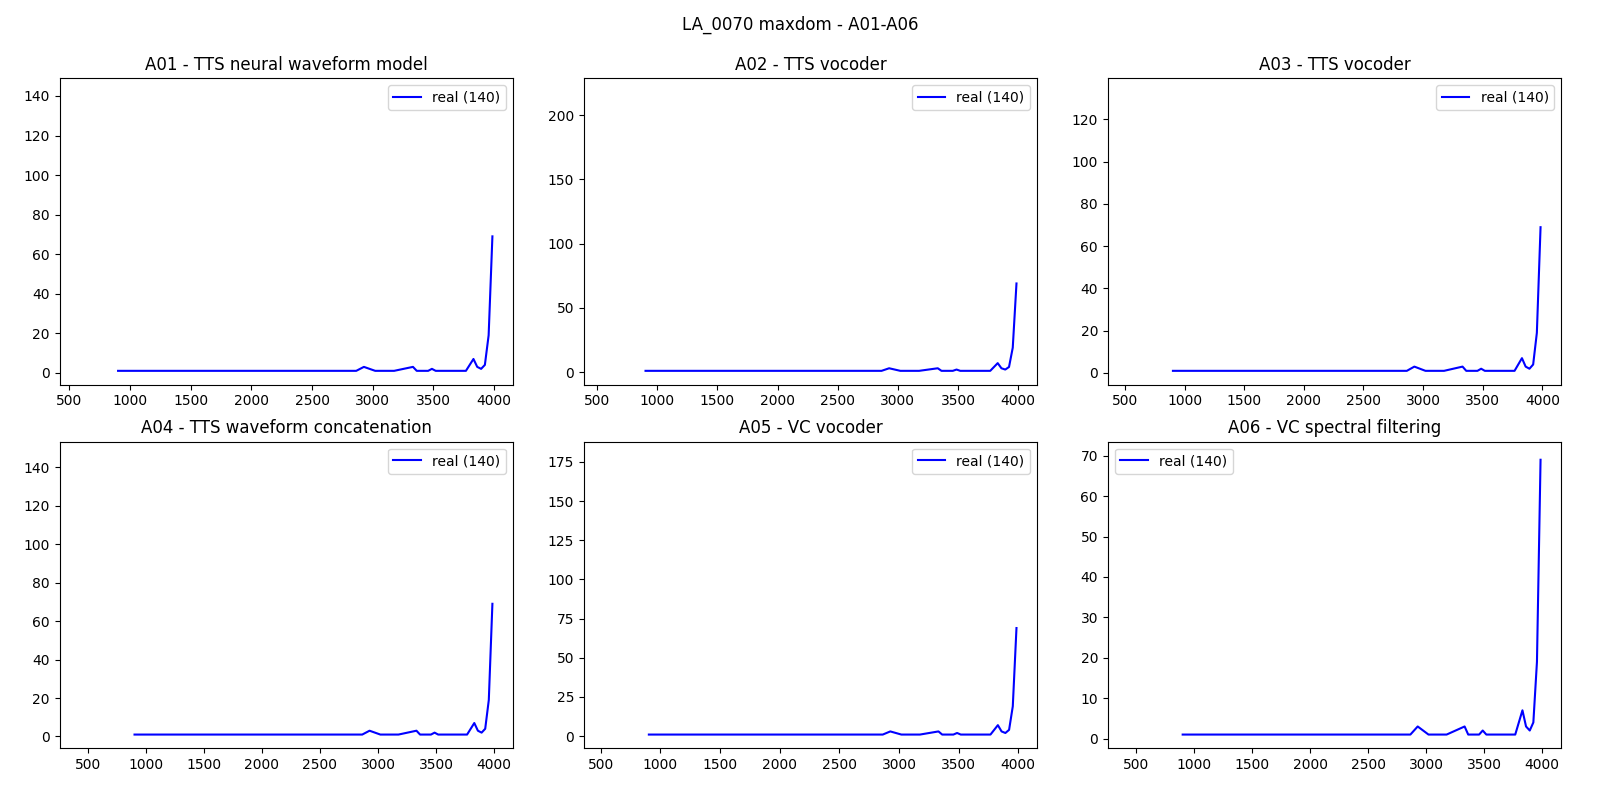 LA_0070 maxdom - A01-A06
A01 - TTS neural waveform model
real (140)
140
120
100
80
60
40
20
0
500 1000 1500 2000 2500 3000 3500 4000
A02 - TTS vocoder
real (140)
200
150
100
50
0
500 1000 1500 2000 2500 3000 3500 4000
A03 - TTS vocoder
real (140)
120
100
80
60
40
20
0
500 1000 1500 2000 2500 3000 3500 4000
A04 - TTS waveform concatenation
real (140)
140
120
100
80
60
40
20
0
500 1000 1500 2000 2500 3000 3500 4000
A05 - VC vocoder
real (140)
175
150
125
100
75
50
25
0
500 1000 1500 2000 2500 3000 3500 4000
A06 - VC spectral filtering
real (140)
70
60
50
40
30
20
10
0
500 1000 1500 2000 2500 3000 3500 4000